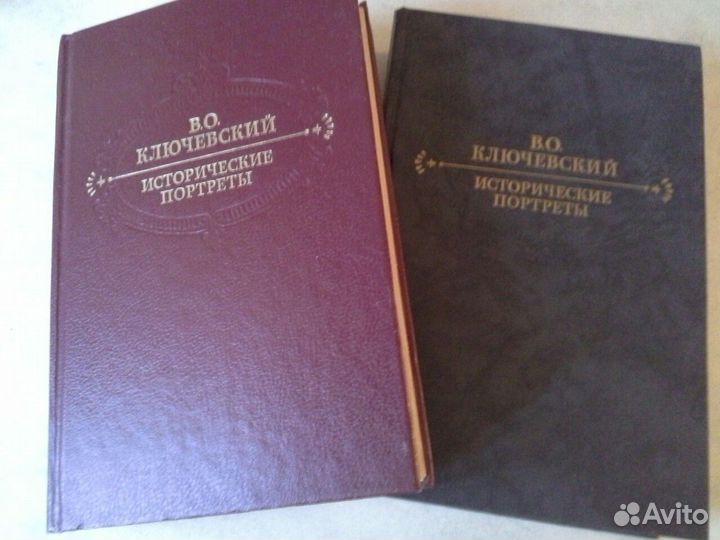 В.О.
КЛЮЧЕВСКИЙ
ИСТОРИЧЕСКИЕ
ПОРТРЕТЫ
В.О.
КЛЮЧЕВСКИЙ
ИСТОРИЧЕСКИЕ
ПОРТРЕТЫ
Avito